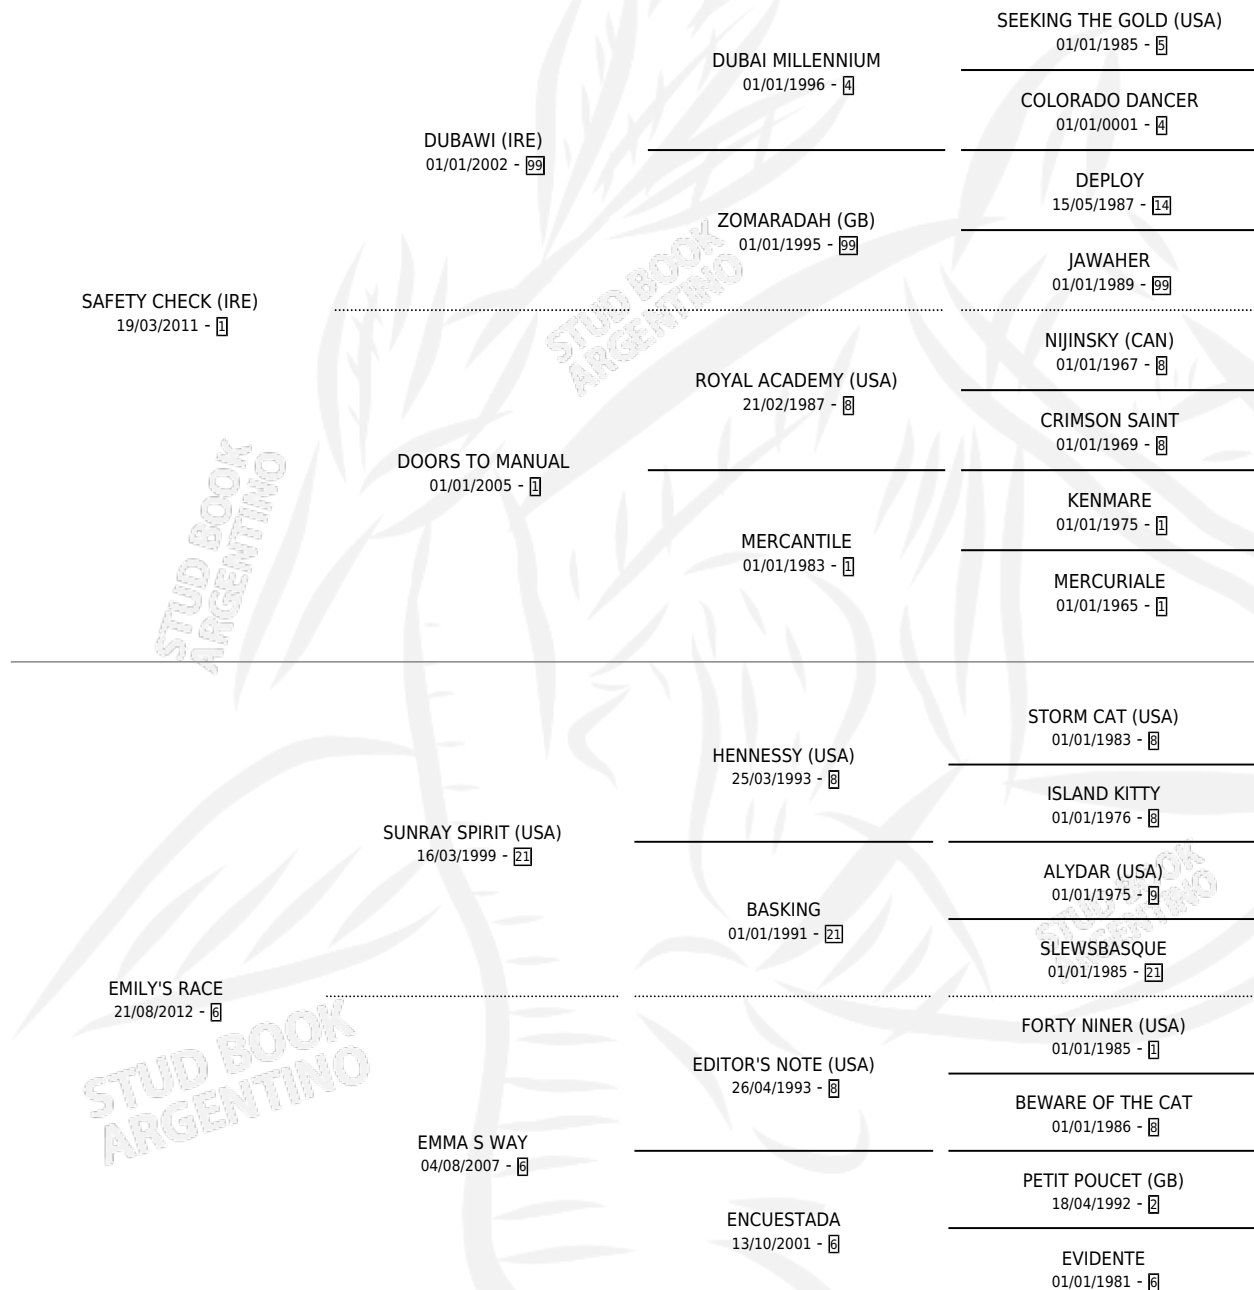 SEEKING THE GOLD (USA)
01/01/1985 - 5
DUBAI MILLENNIUM
01/01/1996 - 4
COLORADO DANCER
01/01/0001 - 4
DUBAWI (IRE)
01/01/2002 - 99
DEPLOY
15/05/1987 - 14
ZOMARADAH (GB)
01/01/1995 - 99
JAWAHER
01/01/1989 - 99
SAFETY CHECK (IRE)
19/03/2011 - 1
NIJINSKY (CAN)
01/01/1967 - 8
ROYAL ACADEMY (USA)
21/02/1987 - 8
CRIMSON SAINT
01/01/1969 - 8
DOORS TO MANUAL
01/01/2005 - 1
KENMARE
01/01/1975 - 1
MERCANTILE
01/01/1983 - 1
MERCURIALE
01/01/1965 - 1
STORM CAT (USA)
01/01/1983 - 8
HENNESSY (USA)
25/03/1993 - 8
ISLAND KITTY
01/01/1976 - 8
SUNRAY SPIRIT (USA)
16/03/1999 - 21
ALYDAR (USA)
01/01/1975 - 9
BASKING
01/01/1991 - 21
SLEWSBASQUE
01/01/1985 - 21
EMILY'S RACE
21/08/2012 - 6
FORTY NINER (USA)
01/01/1985 - 1
EDITOR'S NOTE (USA)
26/04/1993 - 8
BEWARE OF THE CAT
01/01/1986 - 8
EMMA S WAY
04/08/2007 - 6
PETIT POUCET (GB)
18/04/1992 - 2
ENCUESTADA
13/10/2001 - 6
EVIDENTE
01/01/1981 - 6
STUD BOOK
ARGENTINO
STUD BOOK
ARGENTINO
STUD BOOK
ARGENTINO
STUD BOOK
ARGENTINO